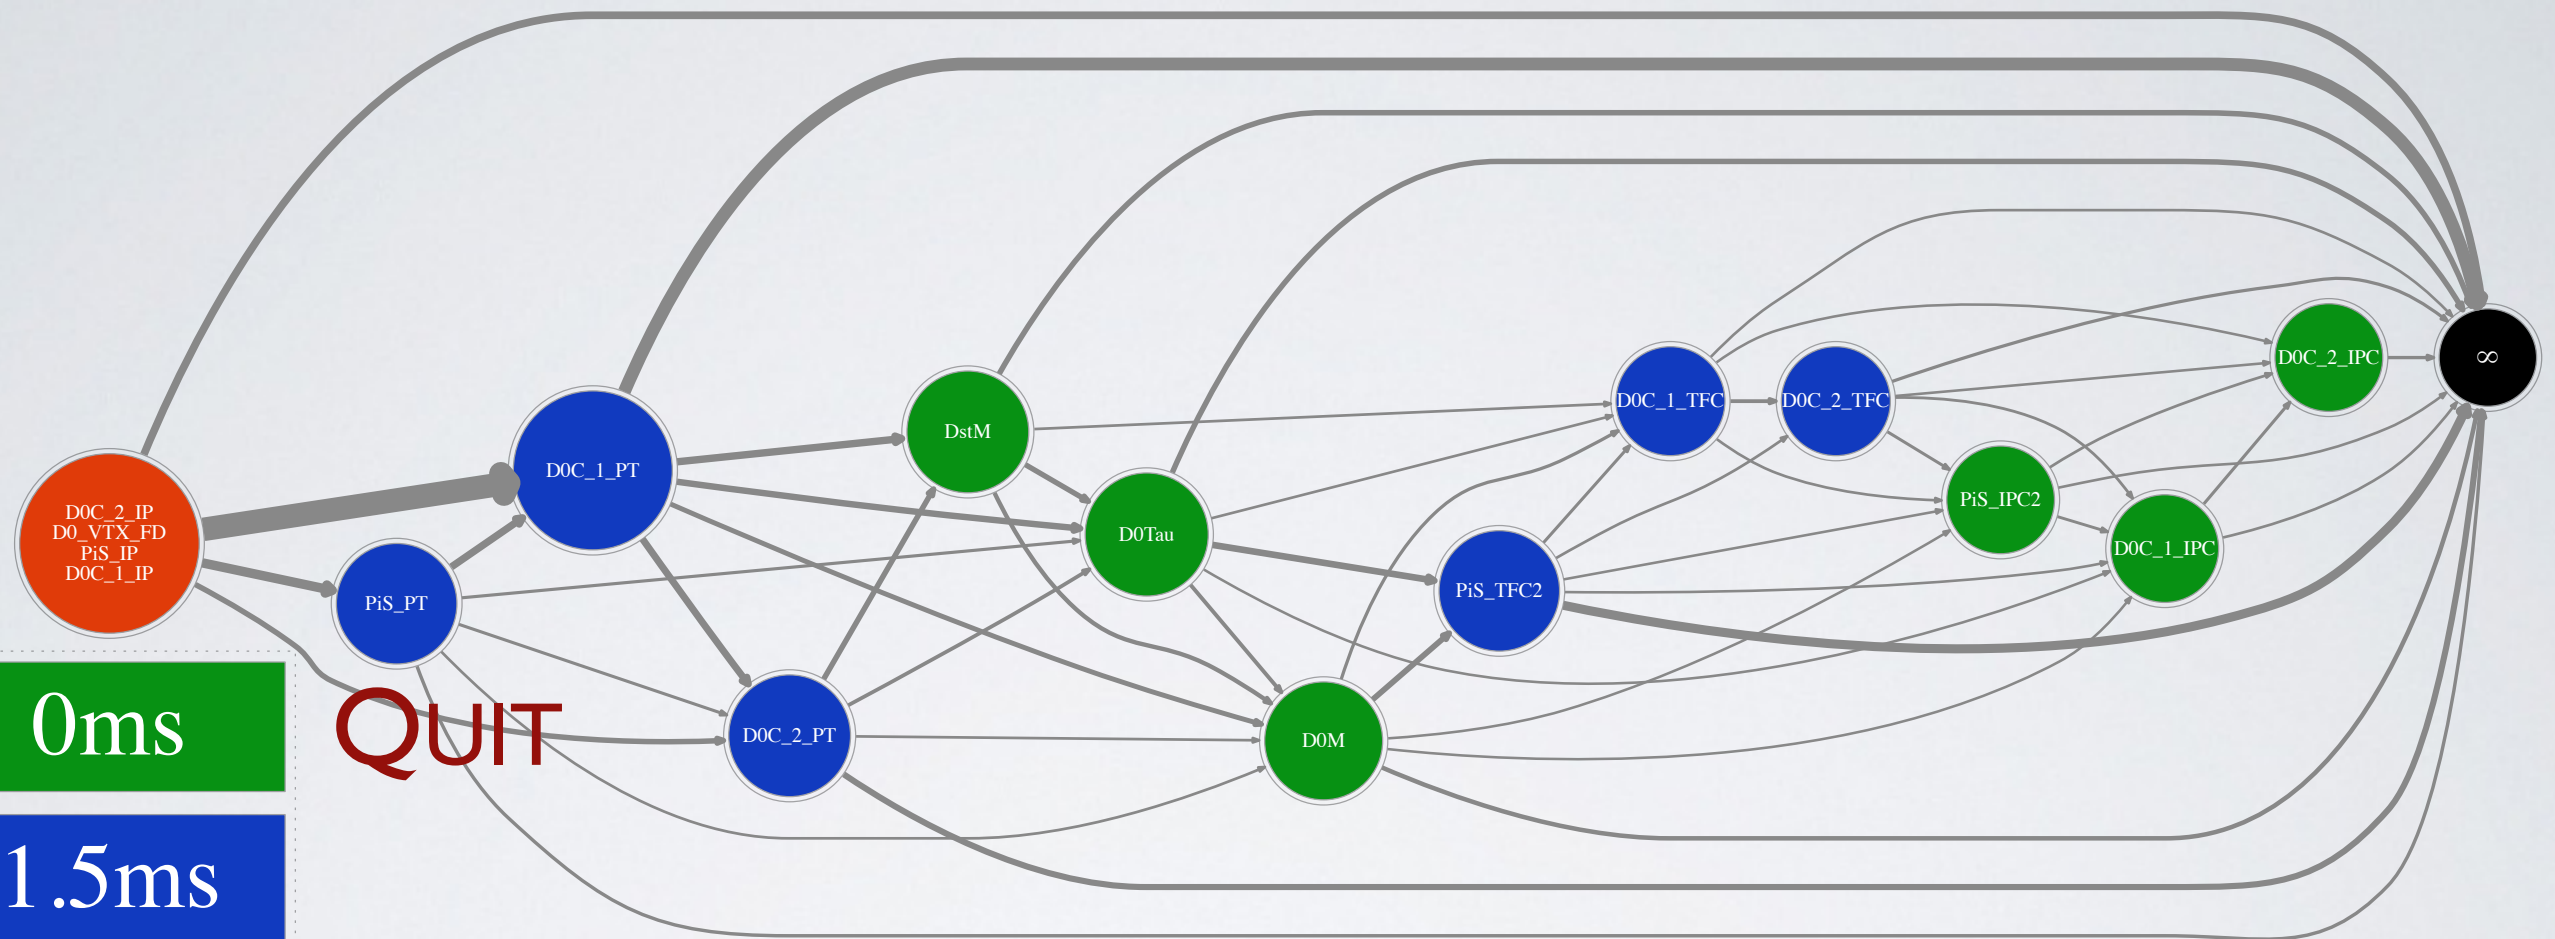 D0C_2_IP
D0_VTX_FD
PiS_IP
D0C_1_IP
PiS_PT
D0C_1_PT
D0C_2_PT
DstM
D0Tau
D0M
PiS_TFC2
D0C_1_TFC
D0C_2_TFC
PiS_IPC2
D0C_1_IPC
D0C_2_IPC
∞
0ms
QUIT
1.5ms